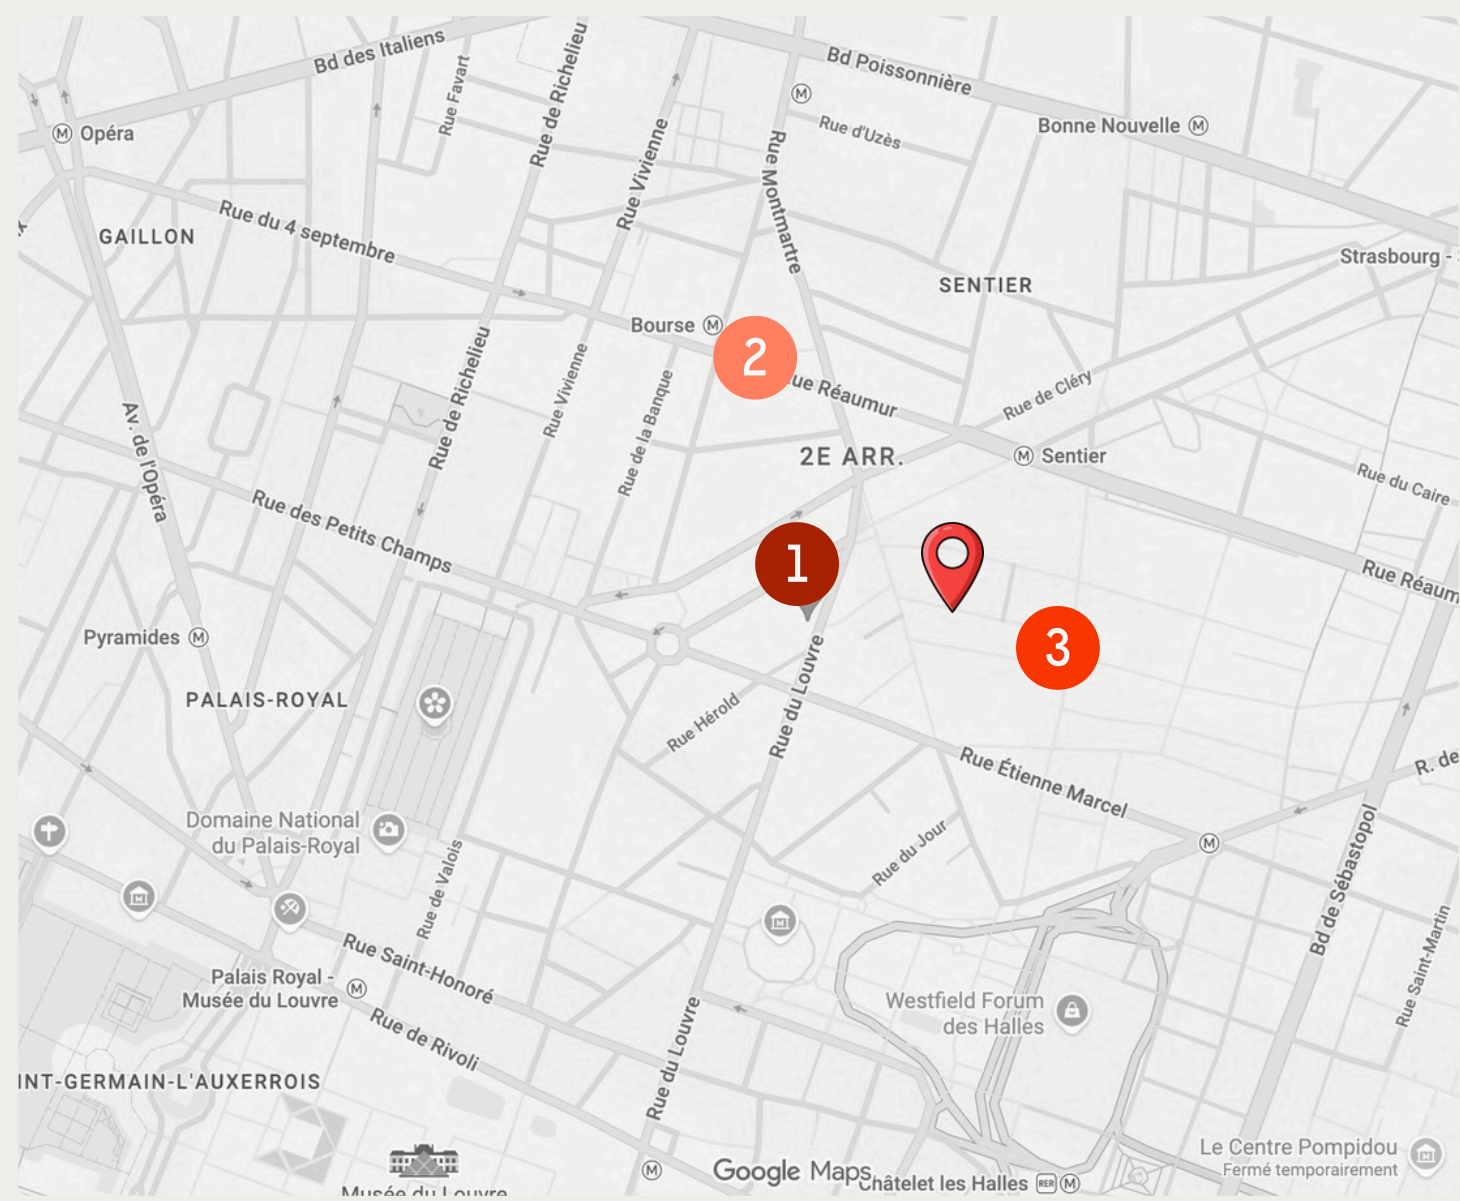 Bd des Italiens
Rue Favart
Rue de Richelieu
Bd Poissonnière
M
Rue d'Uzès
Bonne Nouvelle M
M Opéra
Rue Vivienne
Rue Montmartre
Rue du 4 septembre
GAILLON
SENTIER
Strasbourg -
Bourse M
2
Rue de Richelieu
Rue Vivienne
Rue de la Banque
ue Réaumur
Rue de Cléry
Av. de l'Opéra
2E ARR.
M Sentier
Rue du Caire
Rue des Petits Champs
1
Rue Réaum
3
Pyramides M
PALAIS-ROYAL
Rue Hérold
Rue du Louvre
Rue Étienne Marcel
R. de
Domaine National
du Palais-Royal
Rue de Valois
Rue du Jour
M
Bd de Sébastopol
Rue Saint-Martin
Rue Saint-Honoré
Palais Royal -
Musée du Louvre M
Rue de Rivoli
Westfield Forum
des Halles
Rue du Louvre
INT-GERMAIN-L'AUXERROIS
Le Centre Pompidou
Fermé temporairement
M
Google Maps
Châtelet les Halles RER M
Musée du Louvre